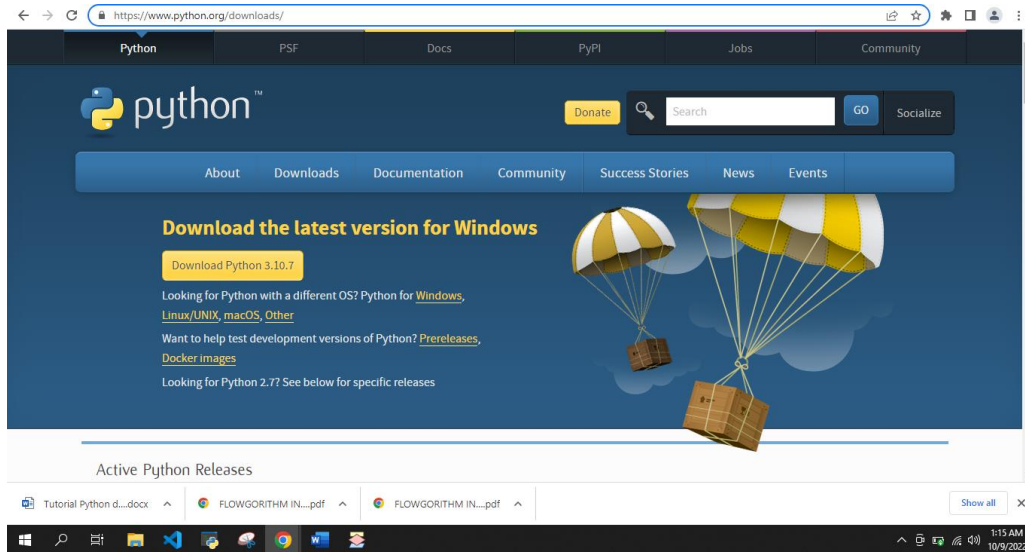 https://www.python.org/downloads/
Python PSF Docs PyPI Jobs Community
python™
Donate Search GO Socialize
About Downloads Documentation Community Success Stories News Events
Download the latest version for Windows
Download Python 3.10.7
Looking for Python with a different OS? Python for Windows,
Linux/UNIX, macOS, Other
Want to help test development versions of Python? Prereleases,
Docker images
Looking for Python 2.7? See below for specific releases
Active Python Releases
Tutorial Python d....docx FLOWGORITHM IN....pdf FLOWGORITHM IN....pdf Show all
1:15 AM